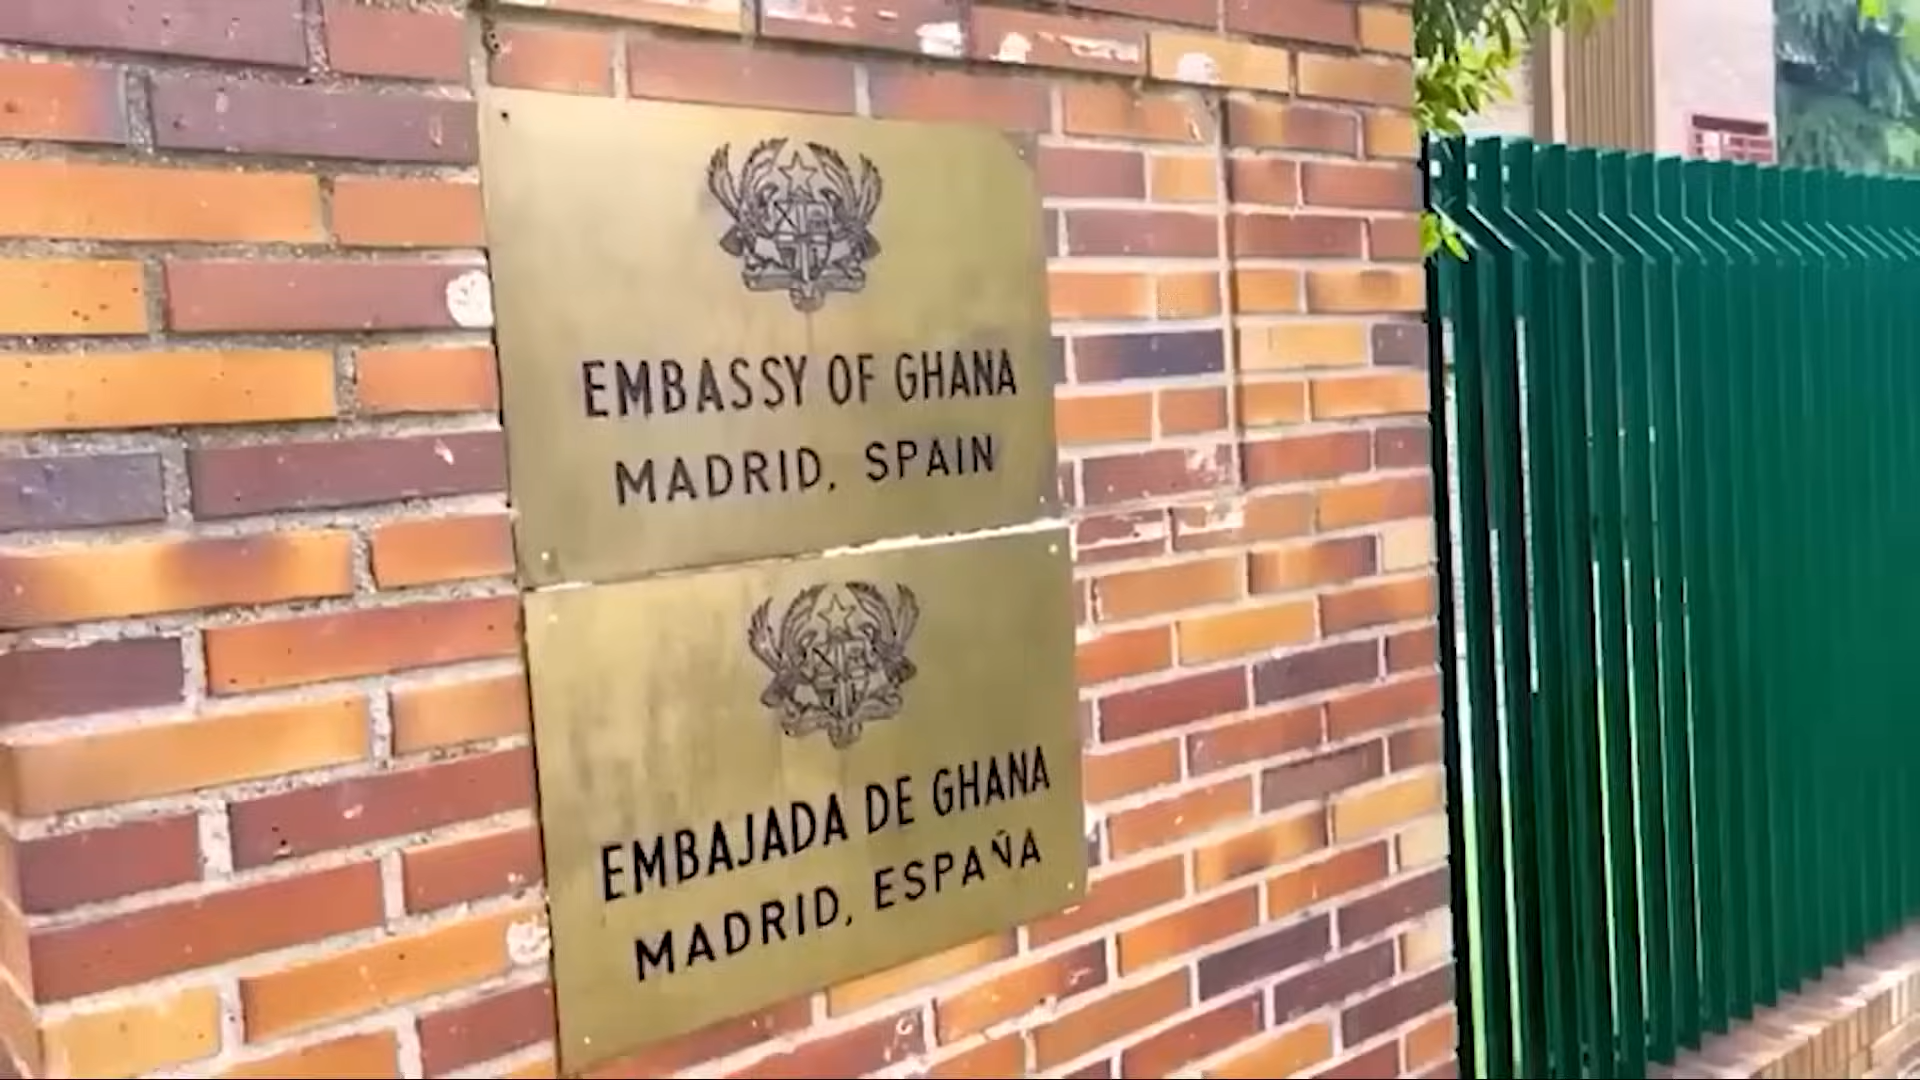 EMBASSY OF GHANA
MADRID, SPAIN
EMBAJADA DE GHANA
MADRID, ESPAÑA